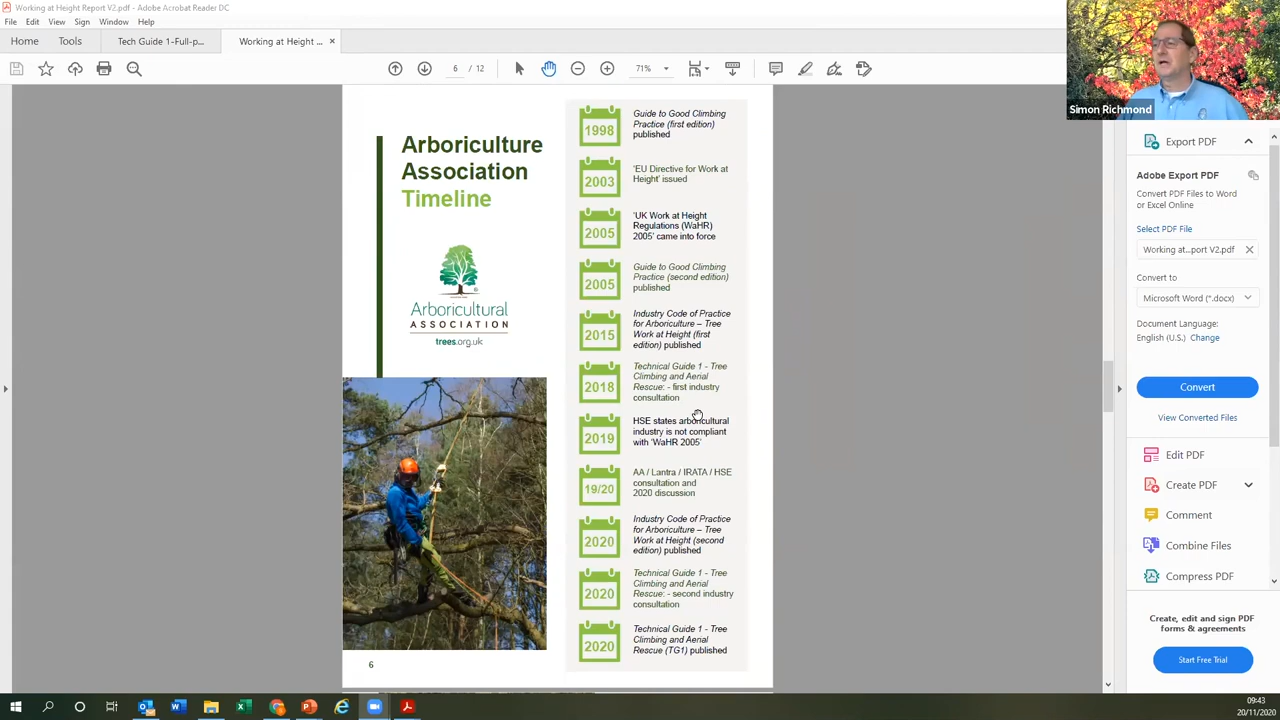 Working at Height Report V2.pdf - Adobe Acrobat Reader DC
File Edit View Sign Window Help
Home Tools Tech Guide 1-Full-p... Working at Height ... ×
6 / 12 71%
Simon Richmond
Arboriculture
Association
Timeline
Arboricultural
ASSOCIATION
trees.org.uk
1998
Guide to Good Climbing
Practice (first edition)
published
2003
'EU Directive for Work at
Height' issued
2005
'UK Work at Height
Regulations (WaHR)
2005' came into force
2005
Guide to Good Climbing
Practice (second edition)
published
2015
Industry Code of Practice
for Arboriculture – Tree
Work at Height (first
edition) published
2018
Technical Guide 1 - Tree
Climbing and Aerial
Rescue: - first industry
consultation
2019
HSE states arboricultural
industry is not compliant
with 'WaHR 2005'
19/20
AA / Lantra / IRATA / HSE
consultation and
2020 discussion
2020
Industry Code of Practice
for Arboriculture – Tree
Work at Height (second
edition) published
2020
Technical Guide 1 - Tree
Climbing and Aerial
Rescue: - second industry
consultation
2020
Technical Guide 1 - Tree
Climbing and Aerial
Rescue (TG1) published
6
Export PDF
Adobe Export PDF
Convert PDF Files to Word
or Excel Online
Select PDF File
Working at...port V2.pdf
Convert to
Microsoft Word (*.docx)
Document Language:
English (U.S.) Change
Convert
View Converted Files
Edit PDF
Create PDF
Comment
Combine Files
Compress PDF
Create, edit and sign PDF
forms & agreements
Start Free Trial
09:43
20/11/2020